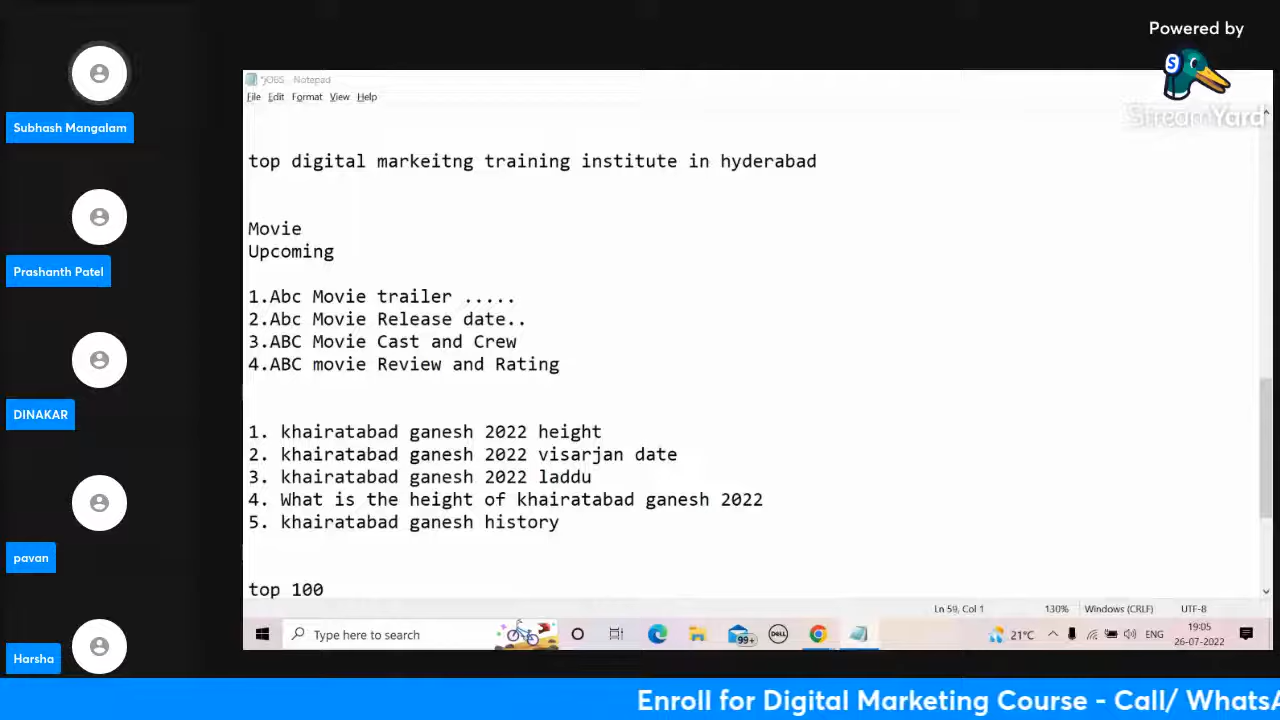 Powered by
StreamYard
Subhash Mangalam
Prashanth Patel
DINAKAR
pavan
Harsha
*JOBS - Notepad
File Edit Format View Help
top digital markeitng training institute in hyderabad
Movie
Upcoming
1.Abc Movie trailer .....
2.Abc Movie Release date..
3.ABC Movie Cast and Crew
4.ABC movie Review and Rating
1. khairatabad ganesh 2022 height
2. khairatabad ganesh 2022 visarjan date
3. khairatabad ganesh 2022 laddu
4. What is the height of khairatabad ganesh 2022
5. khairatabad ganesh history
top 100
Ln 59, Col 1 130% Windows (CRLF) UTF-8
Type here to search
99+
DELL
21°C
ENG
19:05
26-07-2022
Enroll for Digital Marketing Course - Call/ WhatsA